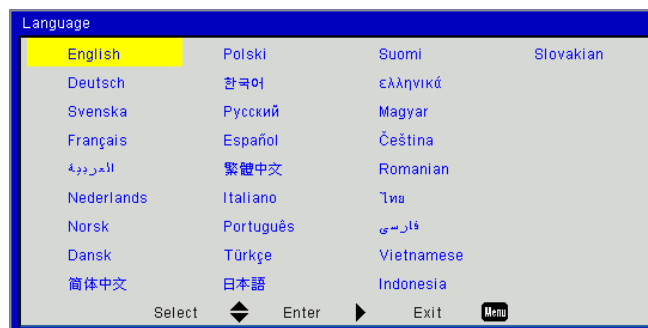 Language
English Polski Suomi Slovakian
Deutsch 한국어 ελληνικά
Svenska Русский Magyar
Français Español Čeština
العربية 繁體中文 Romanian
Nederlands Italiano ไทย
Norsk Português فارسی
Dansk Türkçe Vietnamese
简体中文 日本語 Indonesia
Select Enter Exit Menu